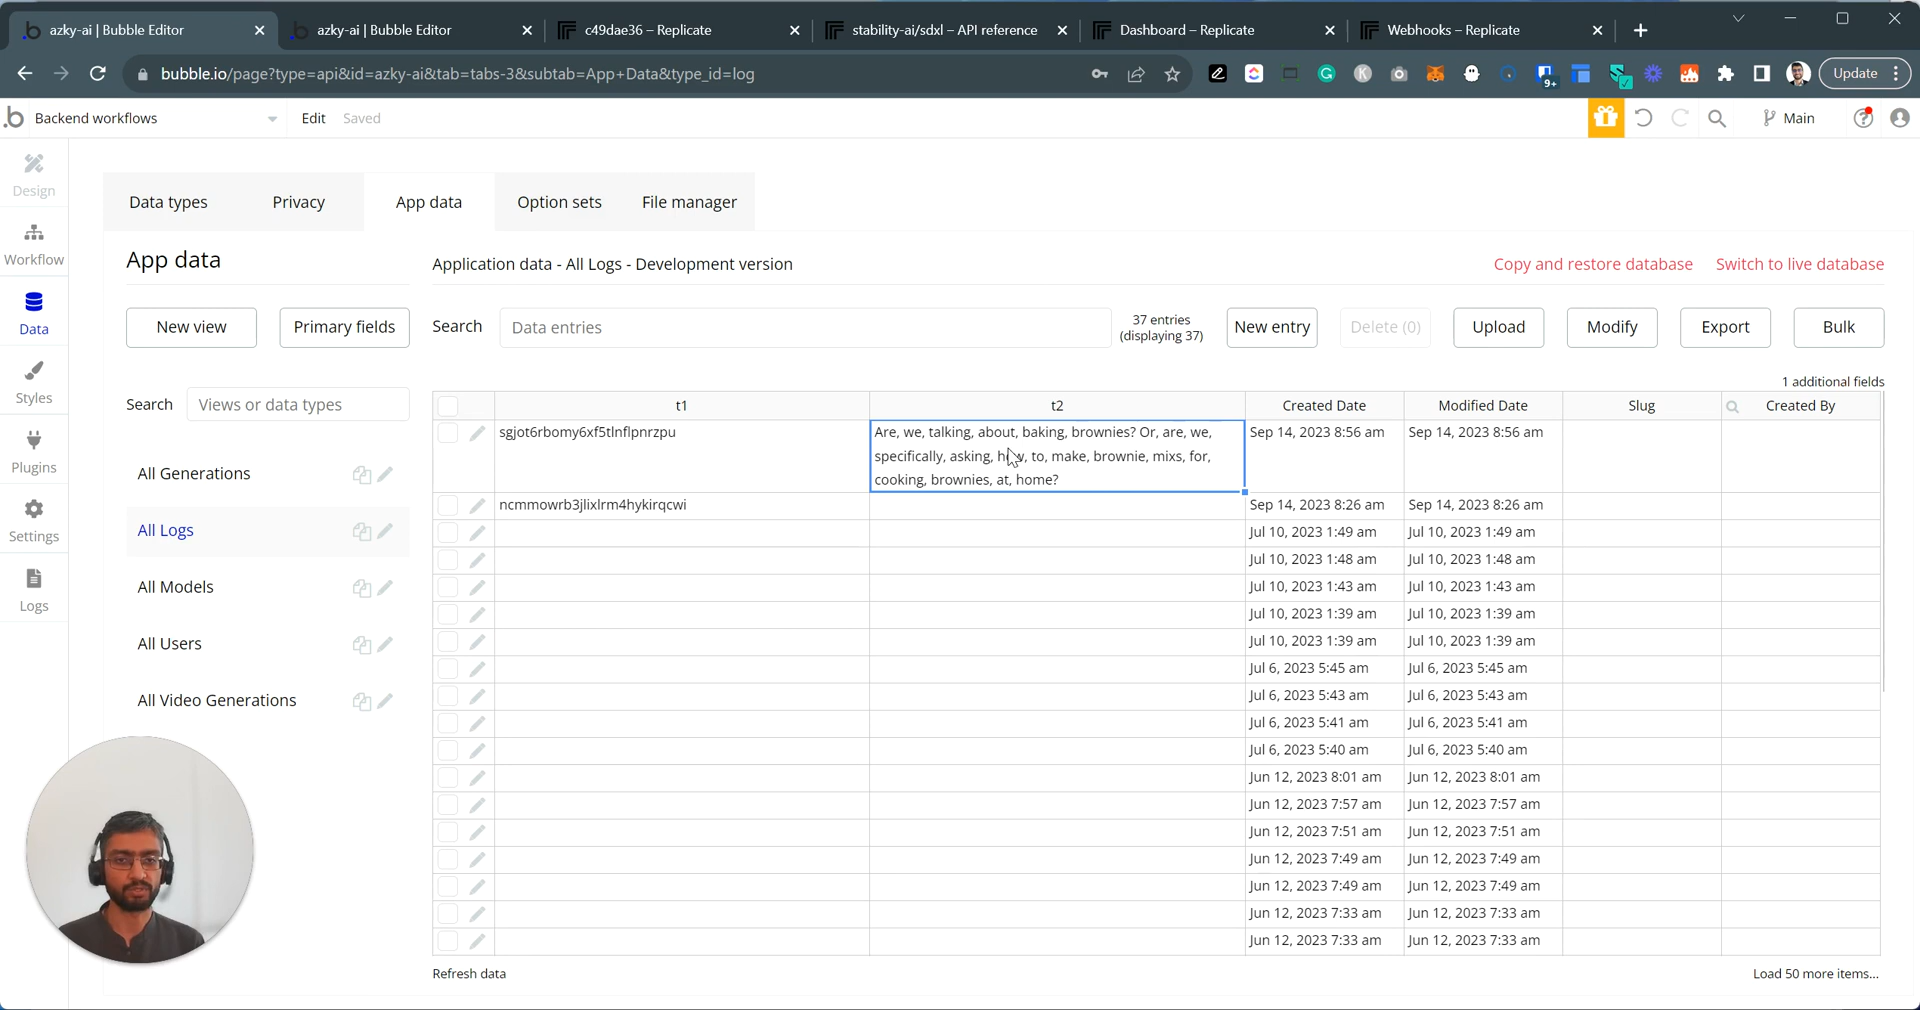 azky-ai | Bubble Editor
azky-ai | Bubble Editor
c49dae36 – Replicate
stability-ai/sdxl – API reference
Dashboard – Replicate
Webhooks – Replicate
bubble.io/page?type=api&id=azky-ai&tab=tabs-3&subtab=App+Data&type_id=log
9+
Update
Backend workflows
Edit
Saved
Main
Design
Workflow
Data
Styles
Plugins
Settings
Logs
Data types
Privacy
App data
Option sets
File manager
App data
Application data - All Logs - Development version
Copy and restore database
Switch to live database
New view
Primary fields
Search
Data entries
37 entries
(displaying 37)
New entry
Delete (0)
Upload
Modify
Export
Bulk
1 additional fields
Search
Views or data types
All Generations
All Logs
All Models
All Users
All Video Generations
t1
t2
Created Date
Modified Date
Slug
Created By
sgjot6rbomy6xf5tlnflpnrzpu
Are, we, talking, about, baking, brownies? Or, are, we,
specifically, asking, how, to, make, brownie, mixs, for,
cooking, brownies, at, home?
Sep 14, 2023 8:56 am
Sep 14, 2023 8:56 am
ncmmowrb3jlixlrm4hykirqcwi
Sep 14, 2023 8:26 am
Sep 14, 2023 8:26 am
Jul 10, 2023 1:49 am
Jul 10, 2023 1:49 am
Jul 10, 2023 1:48 am
Jul 10, 2023 1:48 am
Jul 10, 2023 1:43 am
Jul 10, 2023 1:43 am
Jul 10, 2023 1:39 am
Jul 10, 2023 1:39 am
Jul 10, 2023 1:39 am
Jul 10, 2023 1:39 am
Jul 6, 2023 5:45 am
Jul 6, 2023 5:45 am
Jul 6, 2023 5:43 am
Jul 6, 2023 5:43 am
Jul 6, 2023 5:41 am
Jul 6, 2023 5:41 am
Jul 6, 2023 5:40 am
Jul 6, 2023 5:40 am
Jun 12, 2023 8:01 am
Jun 12, 2023 8:01 am
Jun 12, 2023 7:57 am
Jun 12, 2023 7:57 am
Jun 12, 2023 7:51 am
Jun 12, 2023 7:51 am
Jun 12, 2023 7:49 am
Jun 12, 2023 7:49 am
Jun 12, 2023 7:49 am
Jun 12, 2023 7:49 am
Jun 12, 2023 7:33 am
Jun 12, 2023 7:33 am
Jun 12, 2023 7:33 am
Jun 12, 2023 7:33 am
Refresh data
Load 50 more items...